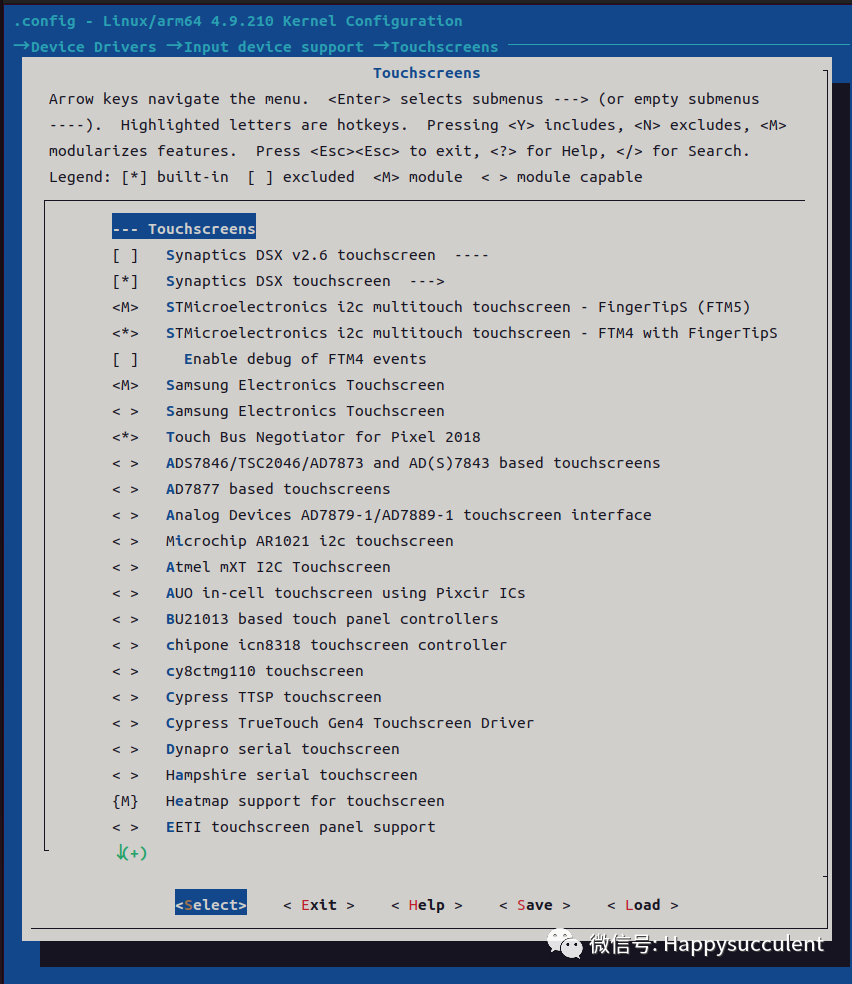 .config - Linux/arm64 4.9.210 Kernel Configuration
→Device Drivers →Input device support →Touchscreens
Touchscreens
Arrow keys navigate the menu.  <Enter> selects submenus ---> (or empty submenus
----).  Highlighted letters are hotkeys.  Pressing <Y> includes, <N> excludes, <M>
modularizes features.  Press <Esc><Esc> to exit, <?> for Help, </> for Search.
Legend: [*] built-in  [ ] excluded  <M> module  < > module capable
--- Touchscreens
[ ]   Synaptics DSX v2.6 touchscreen  ----
[*]   Synaptics DSX touchscreen  --->
<M>   STMicroelectronics i2c multitouch touchscreen - FingerTipS (FTM5)
<*>   STMicroelectronics i2c multitouch touchscreen - FTM4 with FingerTipS
[ ]     Enable debug of FTM4 events
<M>   Samsung Electronics Touchscreen
< >   Samsung Electronics Touchscreen
<*>   Touch Bus Negotiator for Pixel 2018
< >   ADS7846/TSC2046/AD7873 and AD(S)7843 based touchscreens
< >   AD7877 based touchscreens
< >   Analog Devices AD7879-1/AD7889-1 touchscreen interface
< >   Microchip AR1021 i2c touchscreen
< >   Atmel mXT I2C Touchscreen
< >   AUO in-cell touchscreen using Pixcir ICs
< >   BU21013 based touch panel controllers
< >   chipone icn8318 touchscreen controller
< >   cy8ctmg110 touchscreen
< >   Cypress TTSP touchscreen
< >   Cypress TrueTouch Gen4 Touchscreen Driver
< >   Dynapro serial touchscreen
< >   Hampshire serial touchscreen
{M}   Heatmap support for touchscreen
< >   EETI touchscreen panel support
↓(+)
<Select>    < Exit >    < Help >    < Save >    < Load >
微信号: Happysucculent